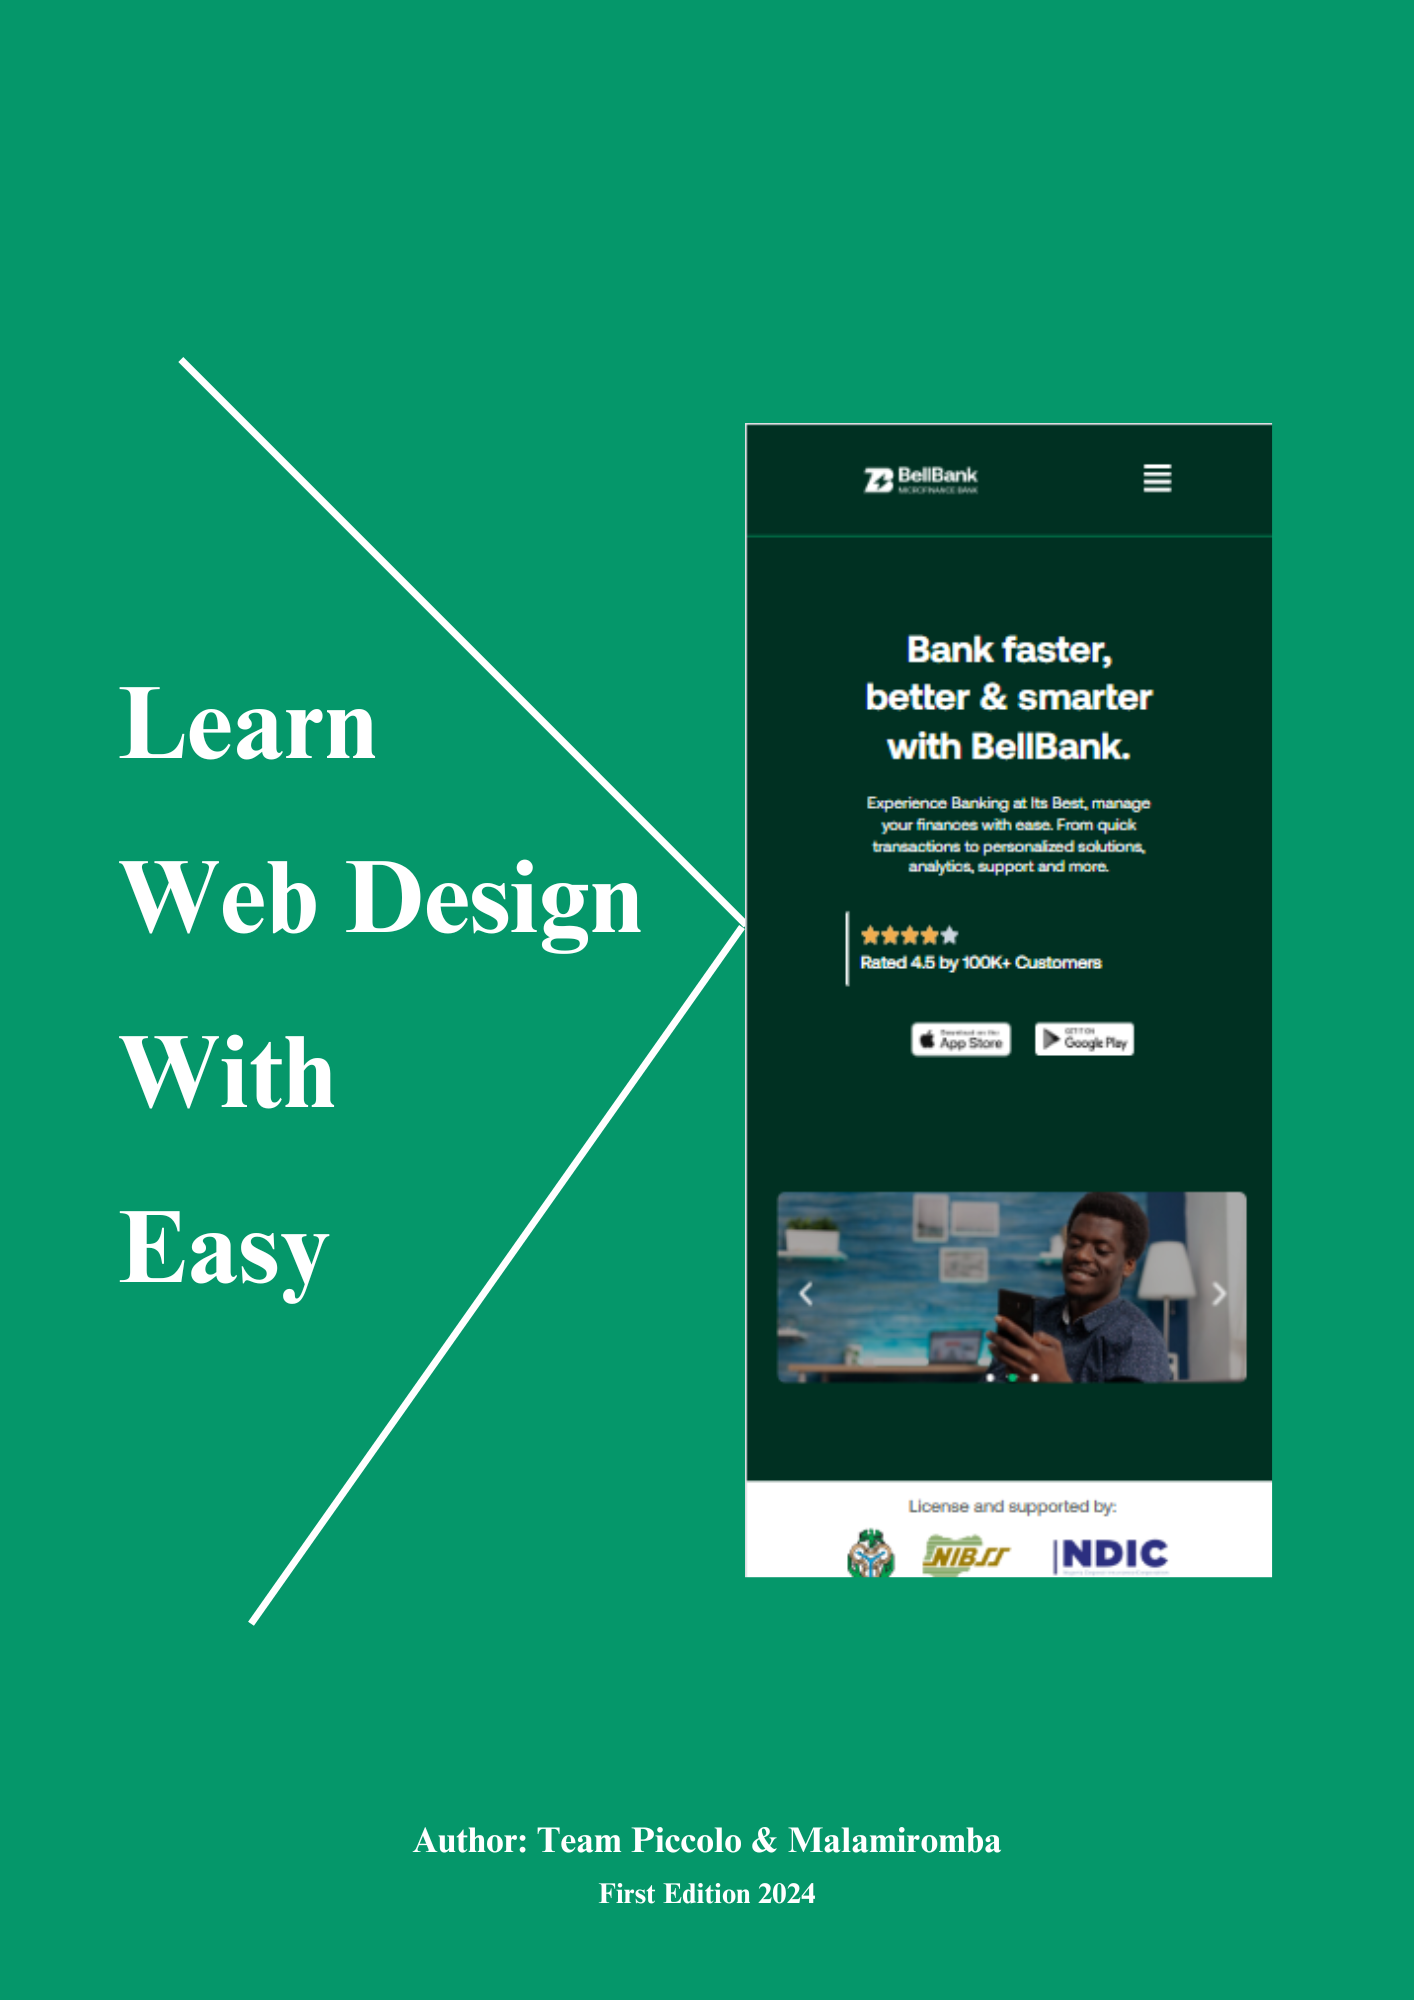 Learn
Web Design
With
Easy
BellBank
MICROFINANCE BANK
Bank faster,
better & smarter
with BellBank.
Experience Banking at Its Best, manage
your finances with ease. From quick
transactions to personalized solutions,
analytics, support and more.
Rated 4.5 by 100K+ Customers
Download on the
App Store
GET IT ON
Google Play
License and supported by:
NIBSS
NDIC
Author: Team Piccolo & Malamiromba
First Edition 2024